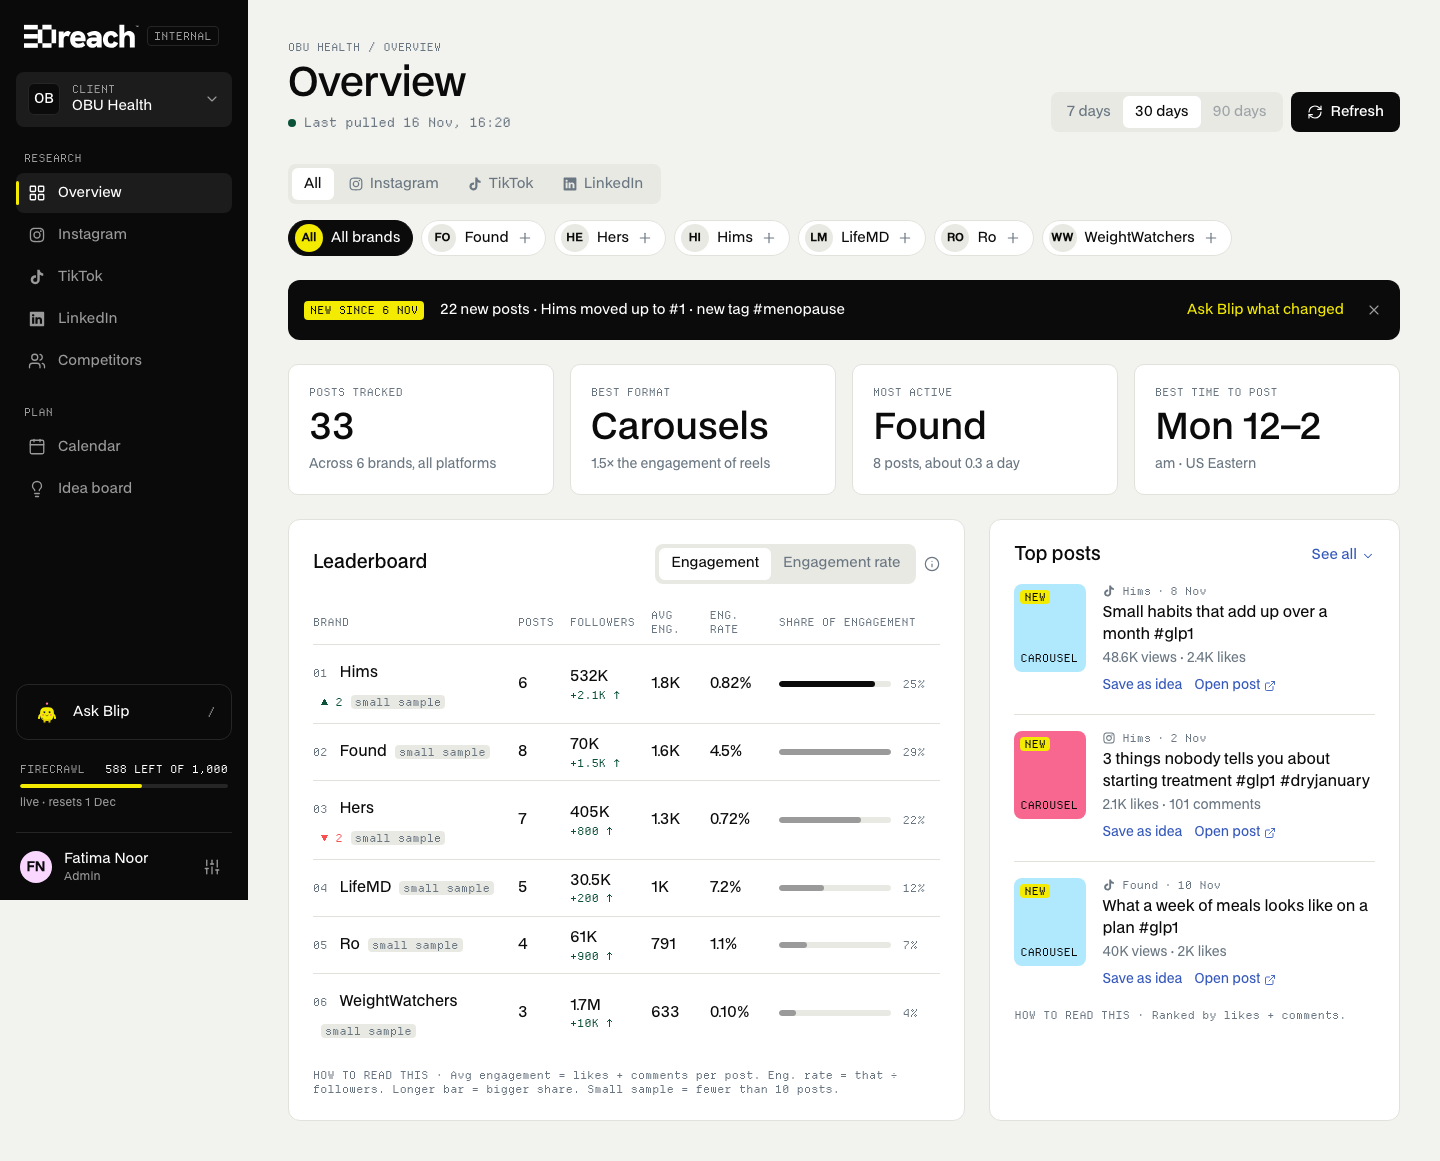 reach
INTERNAL
OB
CLIENT
OBU Health
RESEARCH
Overview
Instagram
TikTok
LinkedIn
Competitors
PLAN
Calendar
Idea board
Ask Blip
/
FIRECRAWL 588 LEFT OF 1,000
live · resets 1 Dec
FN
Fatima Noor
Admin
OBU HEALTH / OVERVIEW
Overview
Last pulled 16 Nov, 16:20
7 days 30 days 90 days
Refresh
All Instagram TikTok LinkedIn
All All brands
FO Found +
HE Hers +
HI Hims +
LM LifeMD +
RO Ro +
WW WeightWatchers +
NEW SINCE 6 NOV 22 new posts · Hims moved up to #1 · new tag #menopause Ask Blip what changed
POSTS TRACKED
33
Across 6 brands, all platforms
BEST FORMAT
Carousels
1.5× the engagement of reels
MOST ACTIVE
Found
8 posts, about 0.3 a day
BEST TIME TO POST
Mon 12–2
am · US Eastern
Leaderboard
Engagement Engagement rate
BRAND POSTS FOLLOWERS AVG ENG. ENG. RATE SHARE OF ENGAGEMENT
01 Hims ▲ 2 small sample 6 532K +2.1K ↑ 1.8K 0.82% 25%
02 Found small sample 8 70K +1.5K ↑ 1.6K 4.5% 29%
03 Hers ▼ 2 small sample 7 405K +800 ↑ 1.3K 0.72% 22%
04 LifeMD small sample 5 30.5K +200 ↑ 1K 7.2% 12%
05 Ro small sample 4 61K +900 ↑ 791 1.1% 7%
06 WeightWatchers small sample 3 1.7M +10K ↑ 633 0.10% 4%
HOW TO READ THIS · Avg engagement = likes + comments per post. Eng. rate = that ÷
followers. Longer bar = bigger share. Small sample = fewer than 10 posts.
Top posts
See all
NEW
CAROUSEL
Hims · 8 Nov
Small habits that add up over a
month #glp1
48.6K views · 2.4K likes
Save as idea Open post
NEW
CAROUSEL
Hims · 2 Nov
3 things nobody tells you about
starting treatment #glp1 #dryjanuary
2.1K likes · 101 comments
Save as idea Open post
NEW
CAROUSEL
Found · 10 Nov
What a week of meals looks like on a
plan #glp1
40K views · 2K likes
Save as idea Open post
HOW TO READ THIS · Ranked by likes + comments.